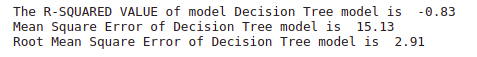 The R-SQUARED VALUE of model Decision Tree model is  -0.83
Mean Square Error of Decision Tree model is  15.13
Root Mean Square Error of Decision Tree model is  2.91